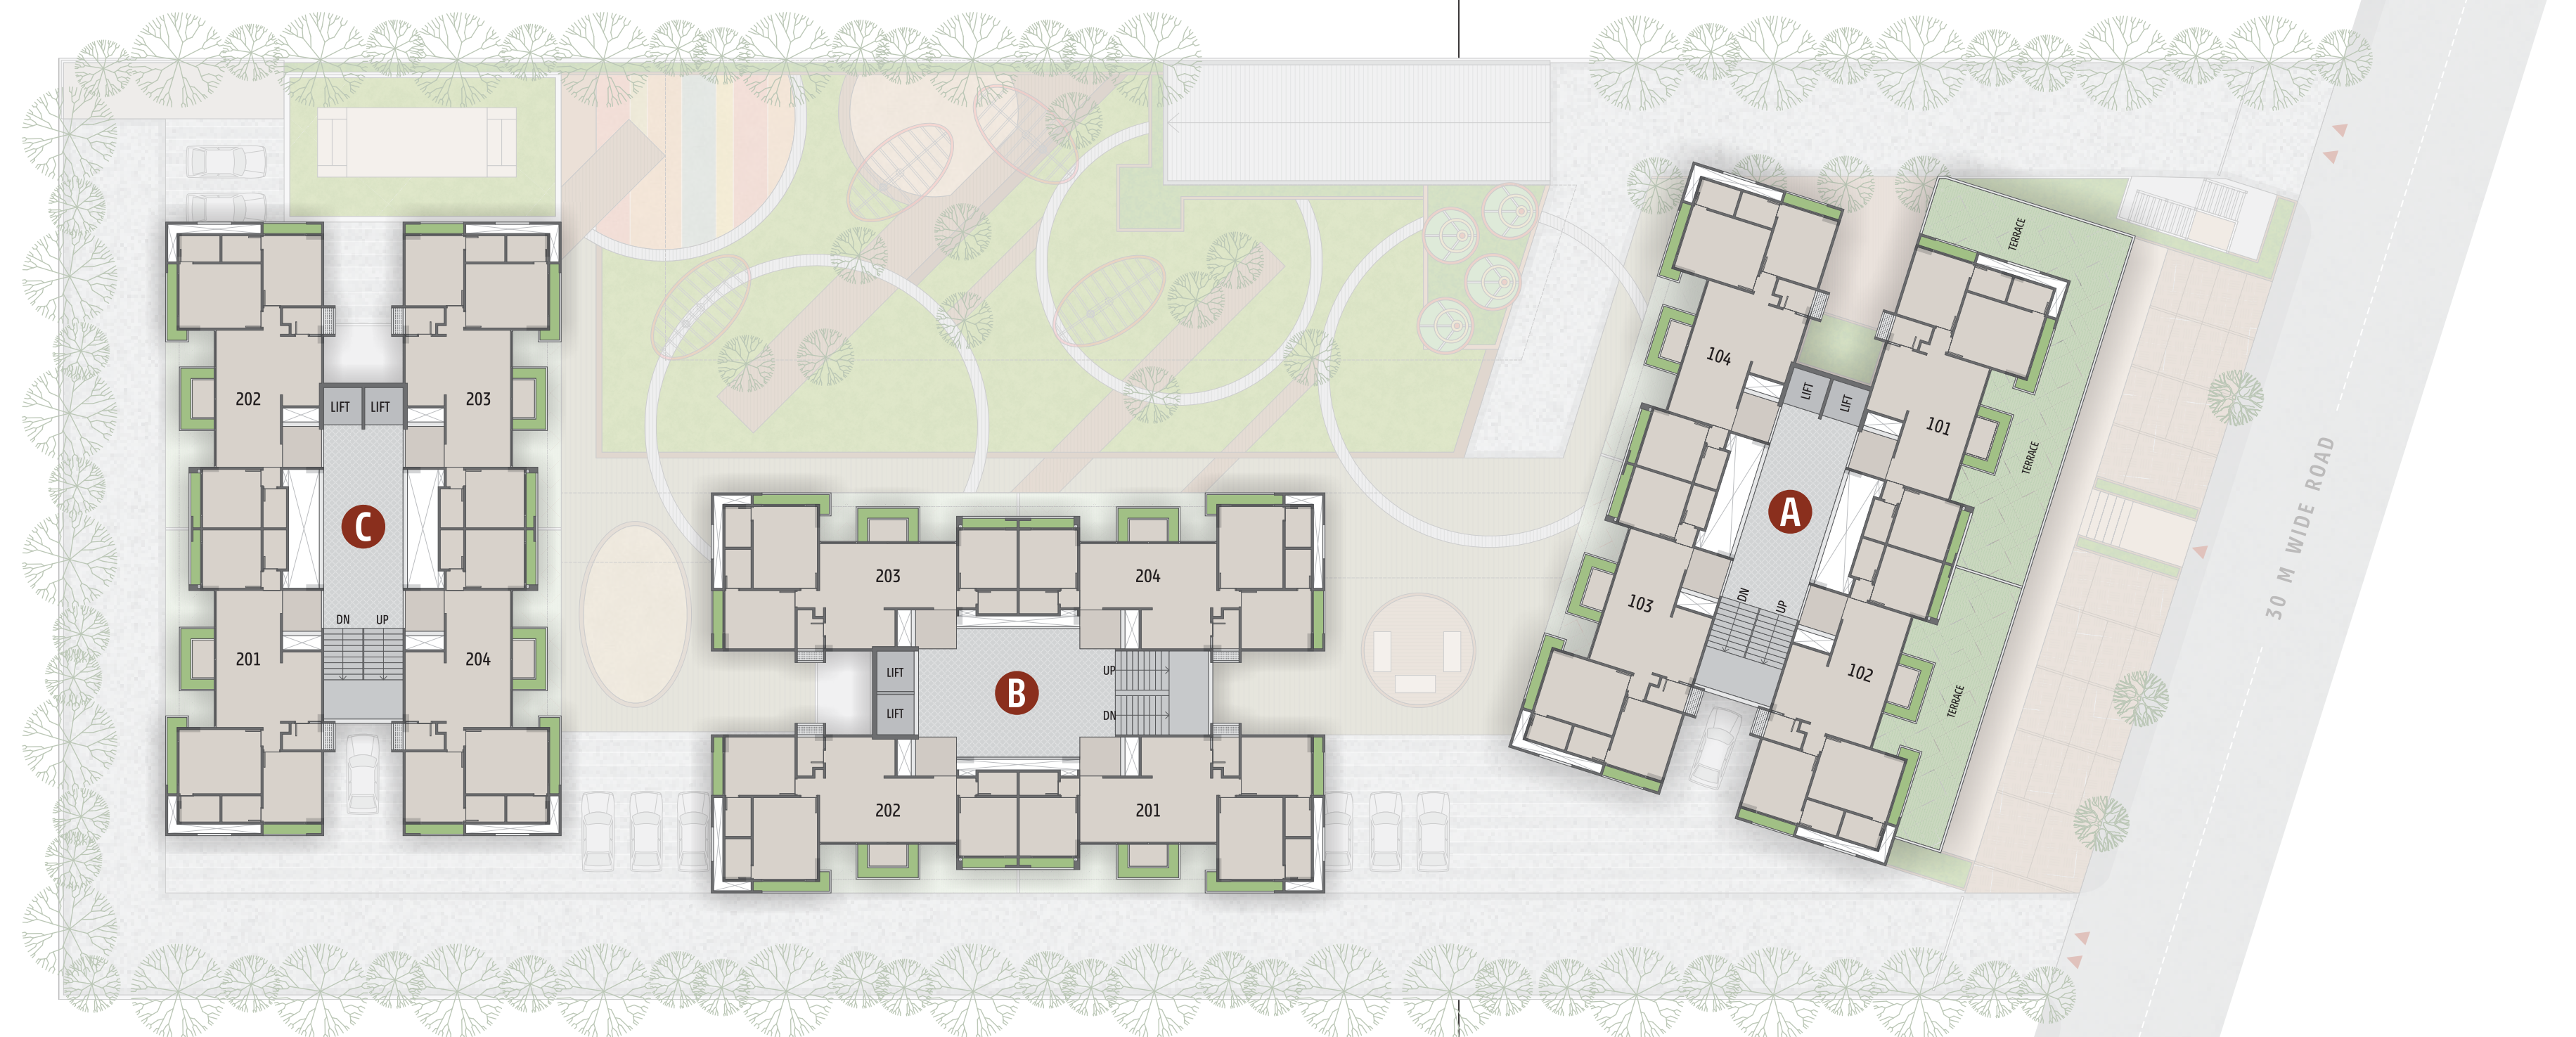 202
LIFT
LIFT
203
C
DN
UP
201
204
203
204
LIFT
LIFT
B
UP
DN
202
201
104
LIFT
LIFT
101
A
103
DN
UP
102
TERRACE
TERRACE
TERRACE
30 M WIDE ROAD